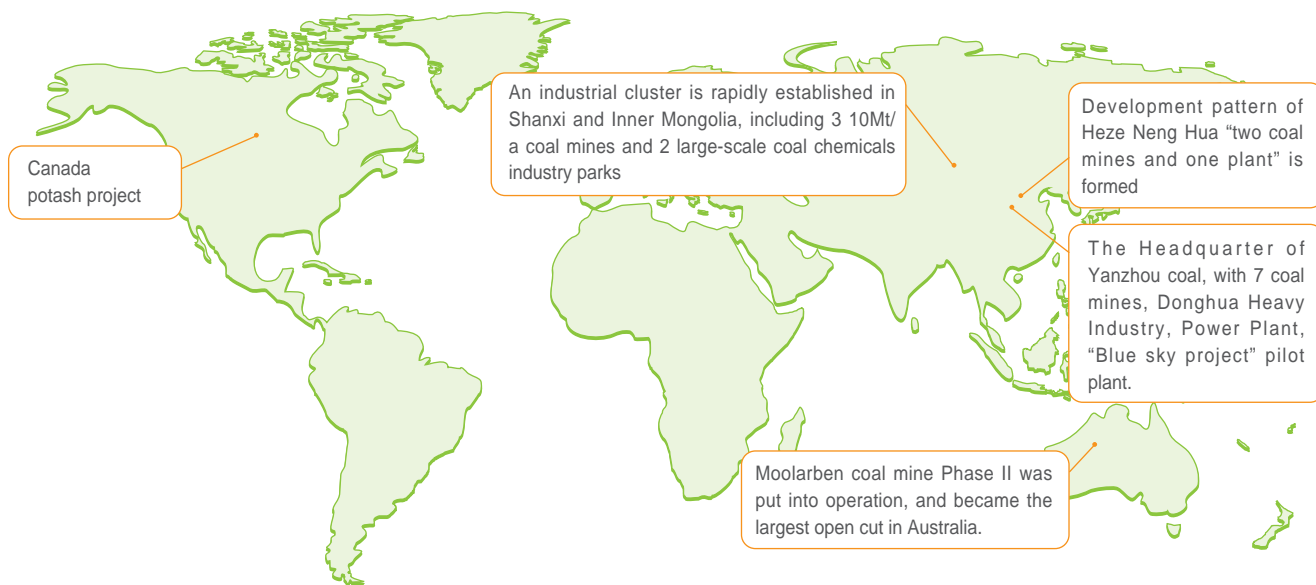 An industrial cluster is rapidly established in
Shanxi and Inner Mongolia, including 3 10Mt/
a coal mines and 2 large-scale coal chemicals
industry parks
Development pattern of
Heze Neng Hua “two coal
mines and one plant” is
formed
Canada
potash project
The Headquarter of
Yanzhou coal, with 7 coal
mines, Donghua Heavy
Industry, Power Plant,
“Blue sky project” pilot
plant.
Moolarben coal mine Phase II was
put into operation, and became the
largest open cut in Australia.